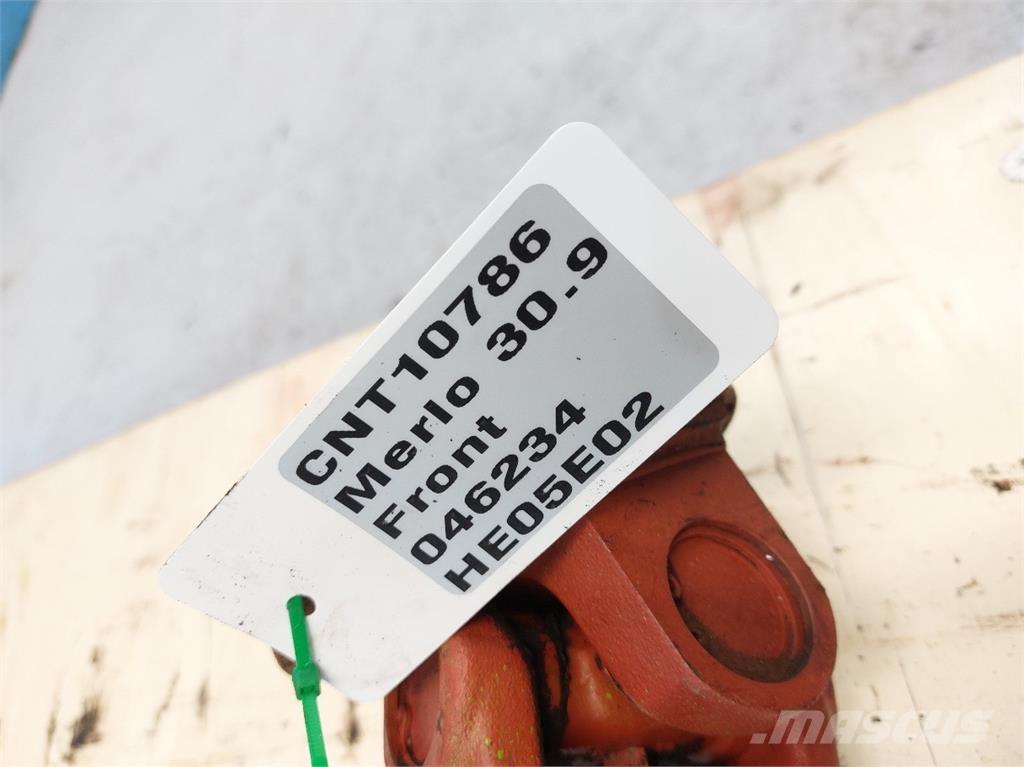 CNT10786
Merlo 30.9
Front
046234
HE05E02
MASCUS